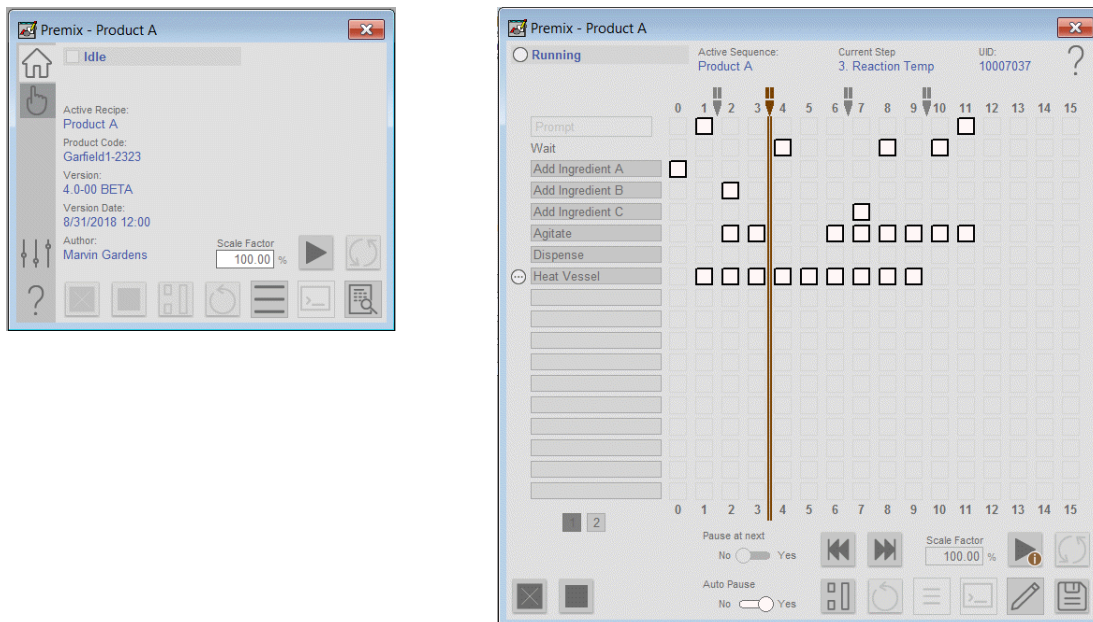 Premix - Product A
Idle
Active Recipe:
Product A
Product Code:
Garfield1-2323
Version:
4.0-00 BETA
Version Date:
8/31/2018 12:00
Author:
Marvin Gardens
Scale Factor
100.00 %
?
Premix - Product A
Running
Active Sequence:
Product A
Current Step
3. Reaction Temp
UID:
10007037
?
0 1 2 3 4 5 6 7 8 9 10 11 12 13 14 15
Prompt
Wait
Add Ingredient A
Add Ingredient B
Add Ingredient C
Agitate
Dispense
Heat Vessel
0 1 2 3 4 5 6 7 8 9 10 11 12 13 14 15
1 2
Pause at next
No Yes
Scale Factor
100.00 %
Auto Pause
No Yes